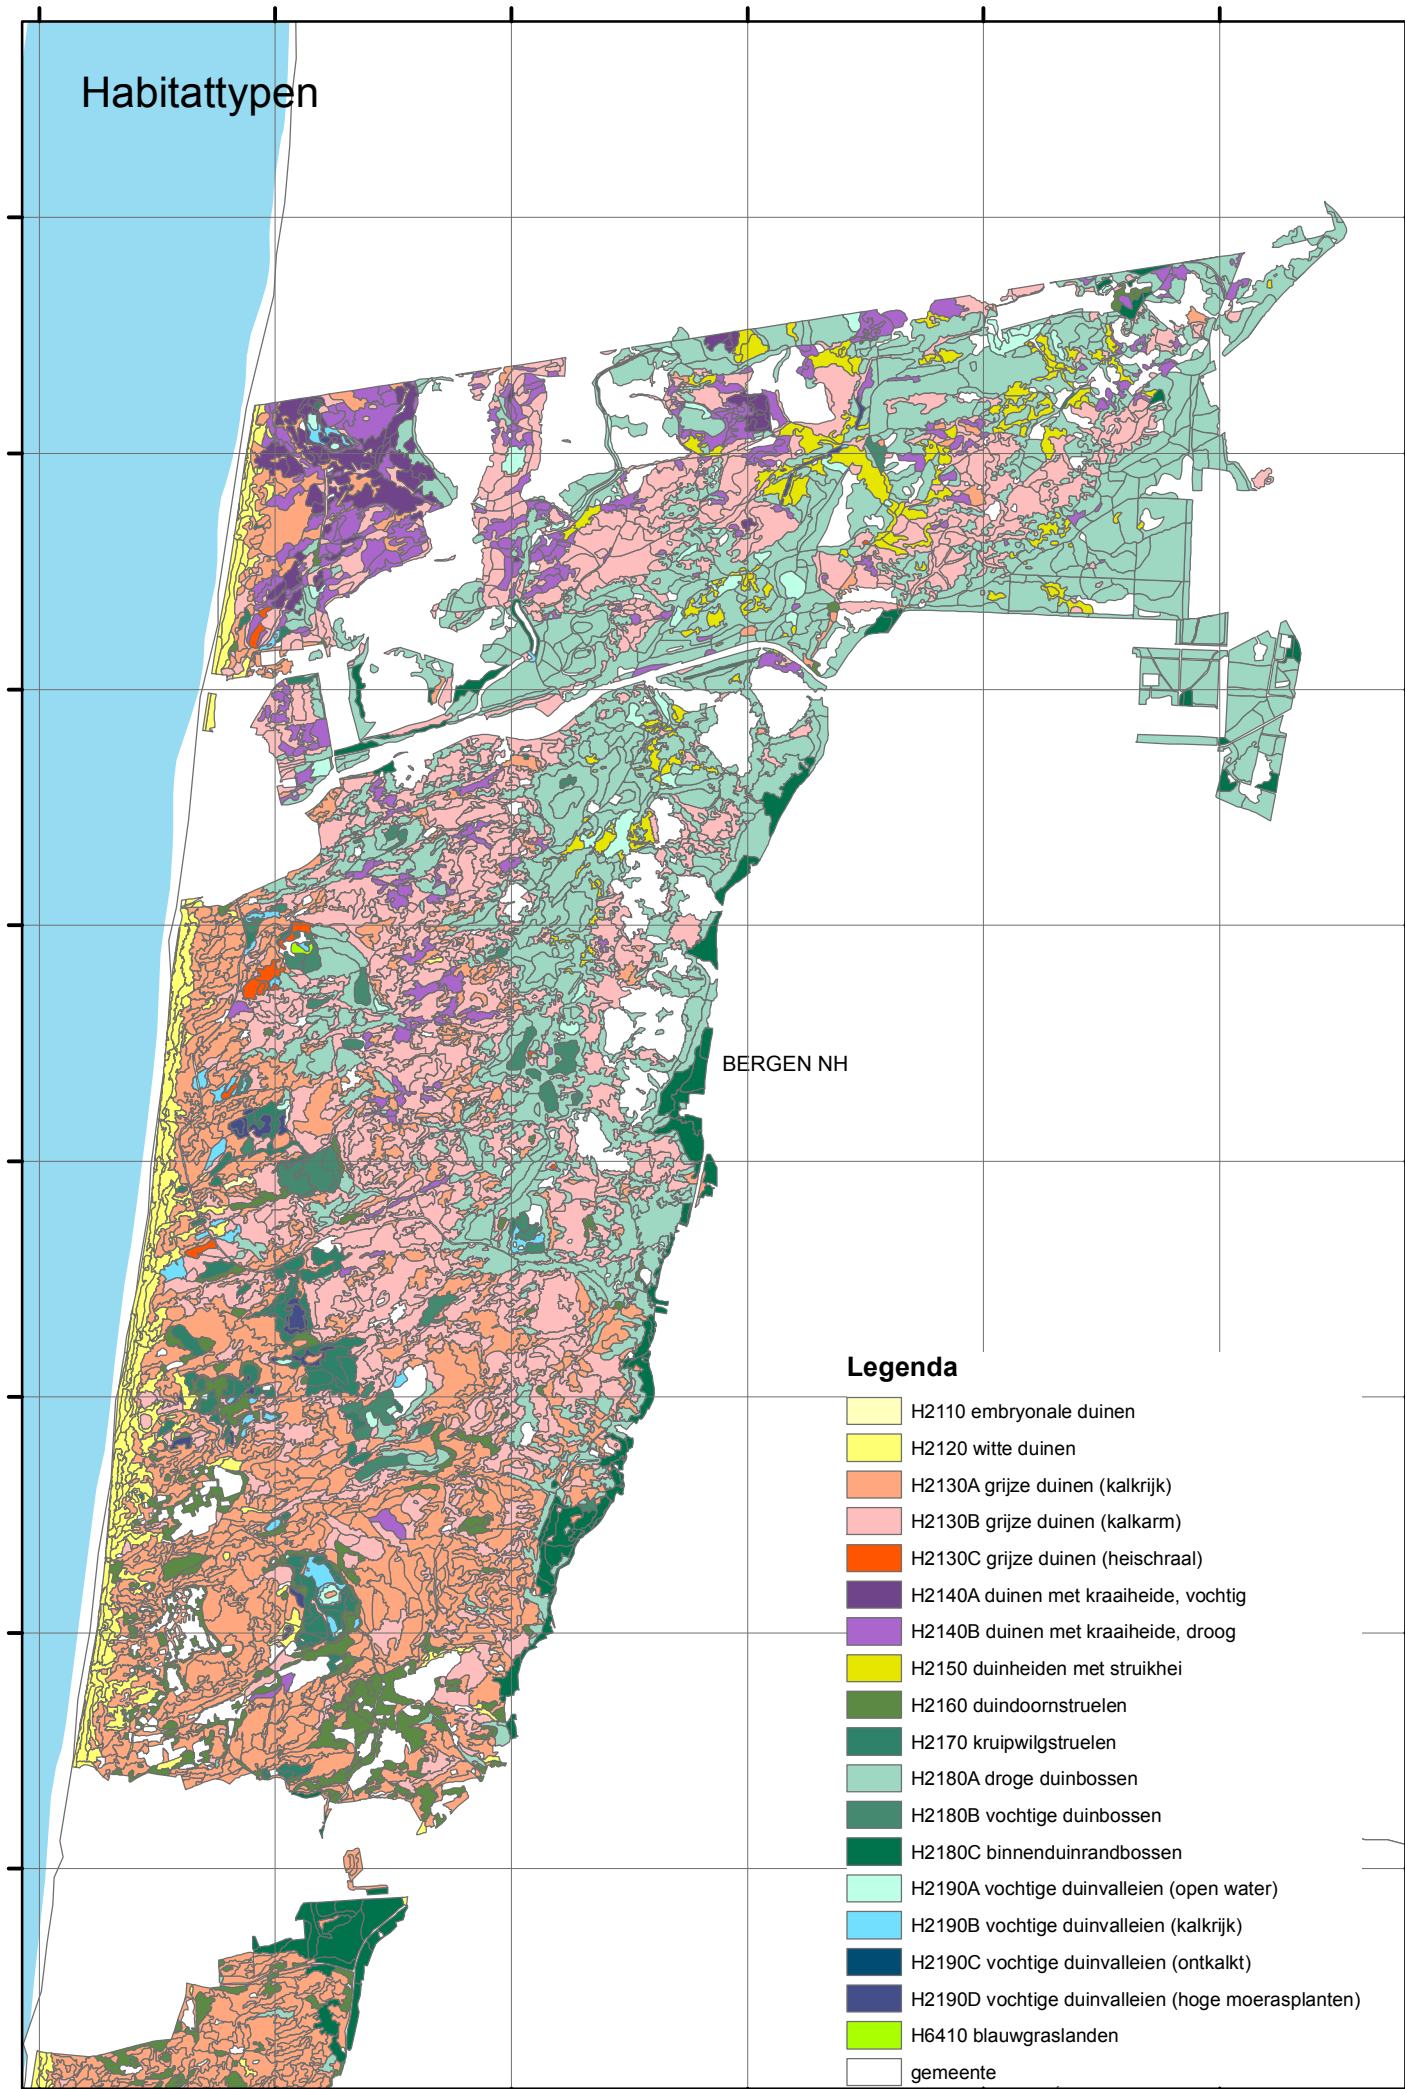 Habitattypen
BERGEN NH
Legenda
H2110 embryonale duinen
H2120 witte duinen
H2130A grijze duinen (kalkrijk)
H2130B grijze duinen (kalkarm)
H2130C grijze duinen (heischraal)
H2140A duinen met kraaiheide, vochtig
H2140B duinen met kraaiheide, droog
H2150 duinheiden met struikhei
H2160 duindoornstruelen
H2170 kruipwilgstruelen
H2180A droge duinbossen
H2180B vochtige duinbossen
H2180C binnenduinrandbossen
H2190A vochtige duinvalleien (open water)
H2190B vochtige duinvalleien (kalkrijk)
H2190C vochtige duinvalleien (ontkalkt)
H2190D vochtige duinvalleien (hoge moerasplanten)
H6410 blauwgraslanden
gemeente